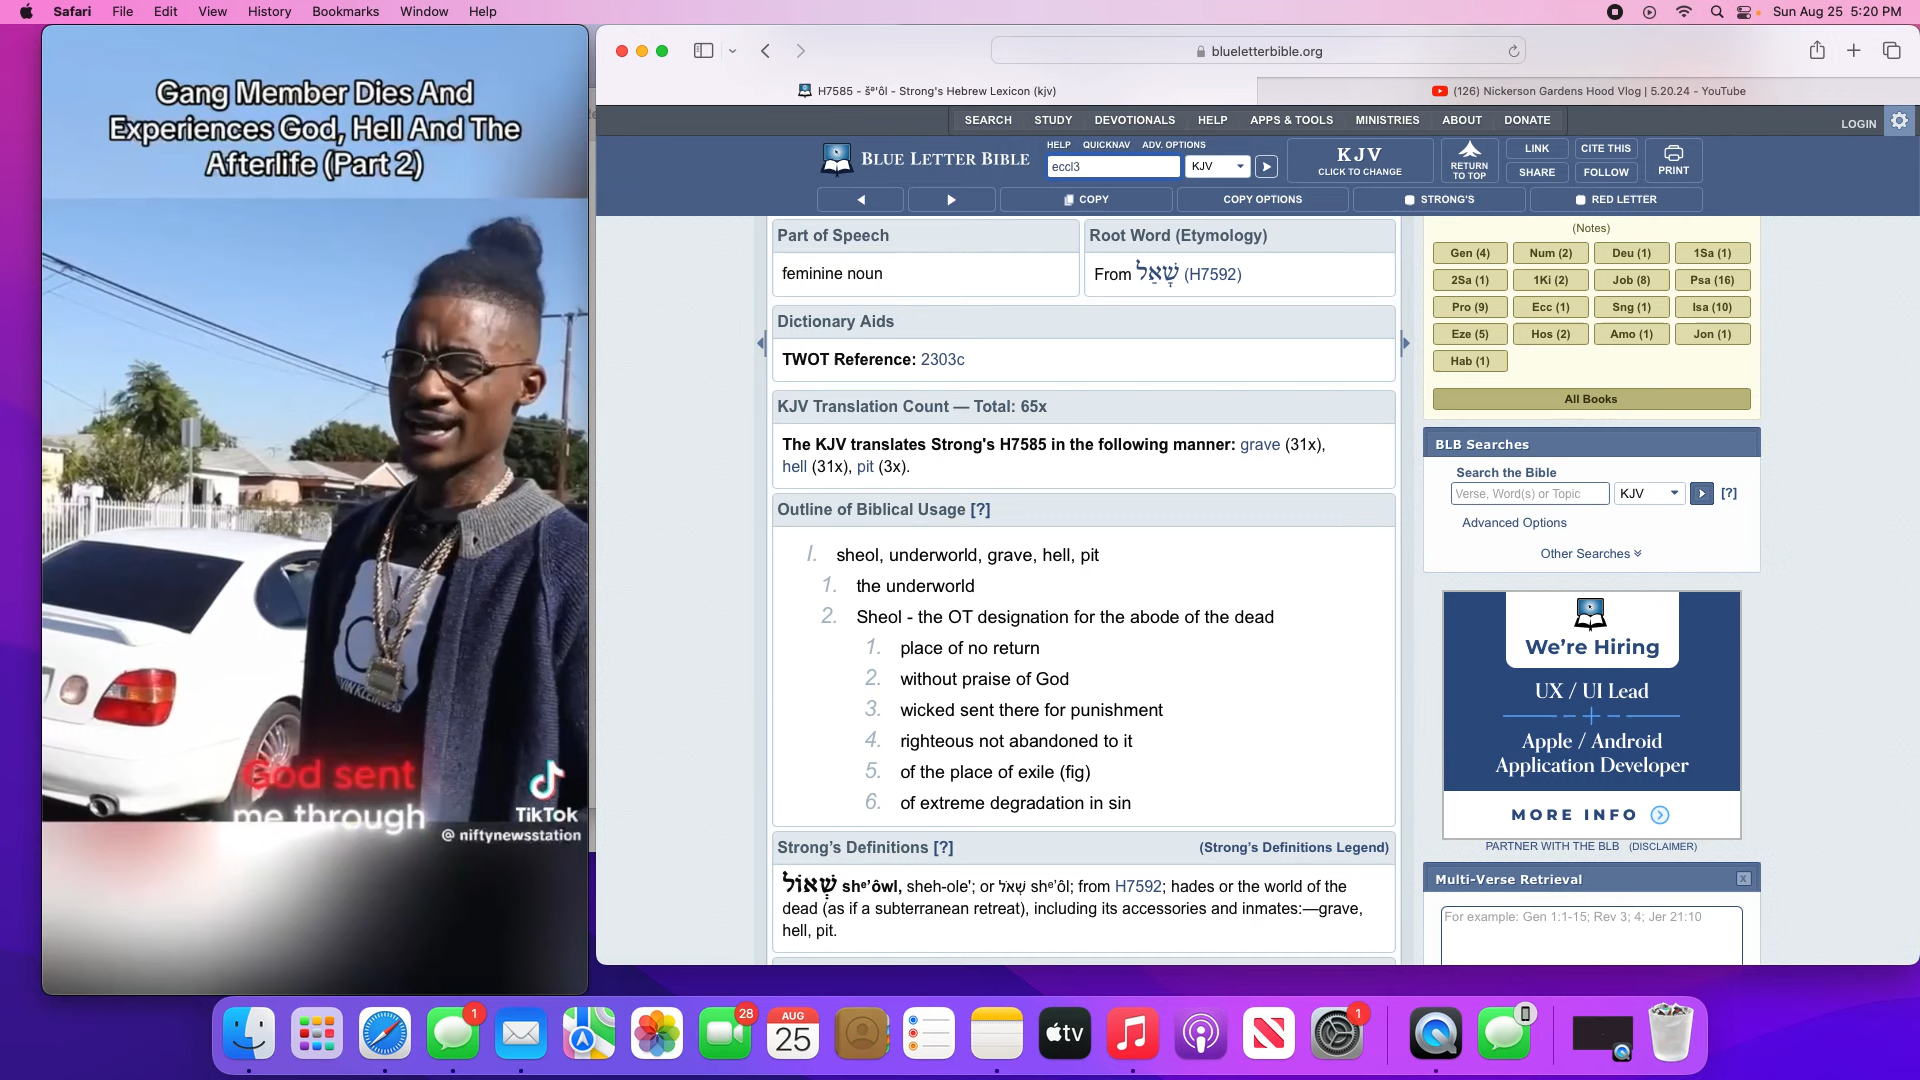 Safari File Edit View History Bookmarks Window Help
Sun Aug 25 5:20 PM
Gang Member Dies And
Experiences God, Hell And The
Afterlife (Part 2)
God sent
me through
TikTok
@ niftynewsstation
blueletterbible.org
H7585 - šᵊ'ôl - Strong's Hebrew Lexicon (kjv)
(126) Nickerson Gardens Hood Vlog | 5.20.24 - YouTube
SEARCH STUDY DEVOTIONALS HELP APPS & TOOLS MINISTRIES ABOUT DONATE
LOGIN
BLUE LETTER BIBLE
HELP QUICKNAV ADV. OPTIONS
eccl3
KJV
KJV
CLICK TO CHANGE
RETURN
TO TOP
LINK
CITE THIS
SHARE
FOLLOW
PRINT
COPY
COPY OPTIONS
STRONG'S
RED LETTER
Part of Speech
feminine noun
Root Word (Etymology)
From שָׁאַל (H7592)
Dictionary Aids
TWOT Reference: 2303c
KJV Translation Count — Total: 65x
The KJV translates Strong's H7585 in the following manner: grave (31x),
hell (31x), pit (3x).
Outline of Biblical Usage [?]
I. sheol, underworld, grave, hell, pit
1. the underworld
2. Sheol - the OT designation for the abode of the dead
1. place of no return
2. without praise of God
3. wicked sent there for punishment
4. righteous not abandoned to it
5. of the place of exile (fig)
6. of extreme degradation in sin
Strong's Definitions [?]
(Strong's Definitions Legend)
שְׁאוֹל shᵉʼôwl, sheh-ole'; or שְׁאֹל shᵉʼôl; from H7592; hades or the world of the
dead (as if a subterranean retreat), including its accessories and inmates:—grave,
hell, pit.
(Notes)
Gen (4) Num (2) Deu (1) 1Sa (1)
2Sa (1) 1Ki (2) Job (8) Psa (16)
Pro (9) Ecc (1) Sng (1) Isa (10)
Eze (5) Hos (2) Amo (1) Jon (1)
Hab (1)
All Books
BLB Searches
Search the Bible
Verse, Word(s) or Topic
KJV
[?]
Advanced Options
Other Searches
We're Hiring
UX / UI Lead
Apple / Android
Application Developer
MORE INFO
PARTNER WITH THE BLB (DISCLAIMER)
Multi-Verse Retrieval
x
For example: Gen 1:1-15; Rev 3; 4; Jer 21:10
1
28
AUG
25
tv
1